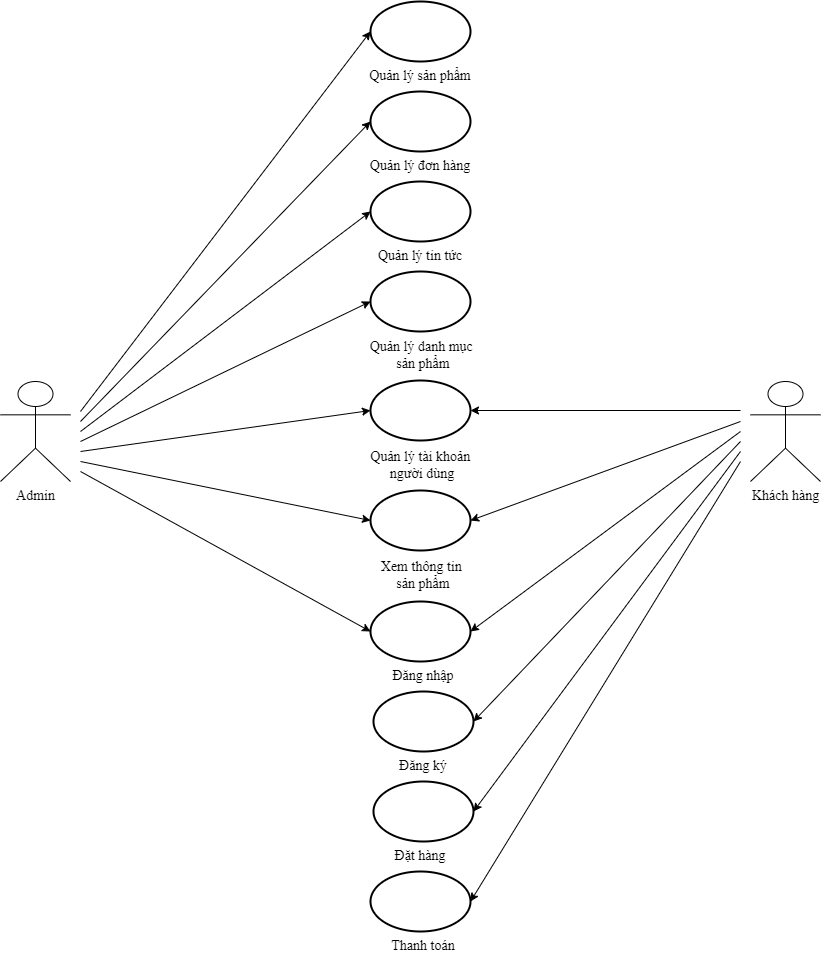 Quản lý sản phẩm
Quản lý đơn hàng
Quản lý tin tức
Quản lý danh mục
sản phẩm
Quản lý tài khoản
người dùng
Admin
Khách hàng
Xem thông tin
sản phẩm
Đăng nhập
Đăng ký
Đặt hàng
Thanh toán